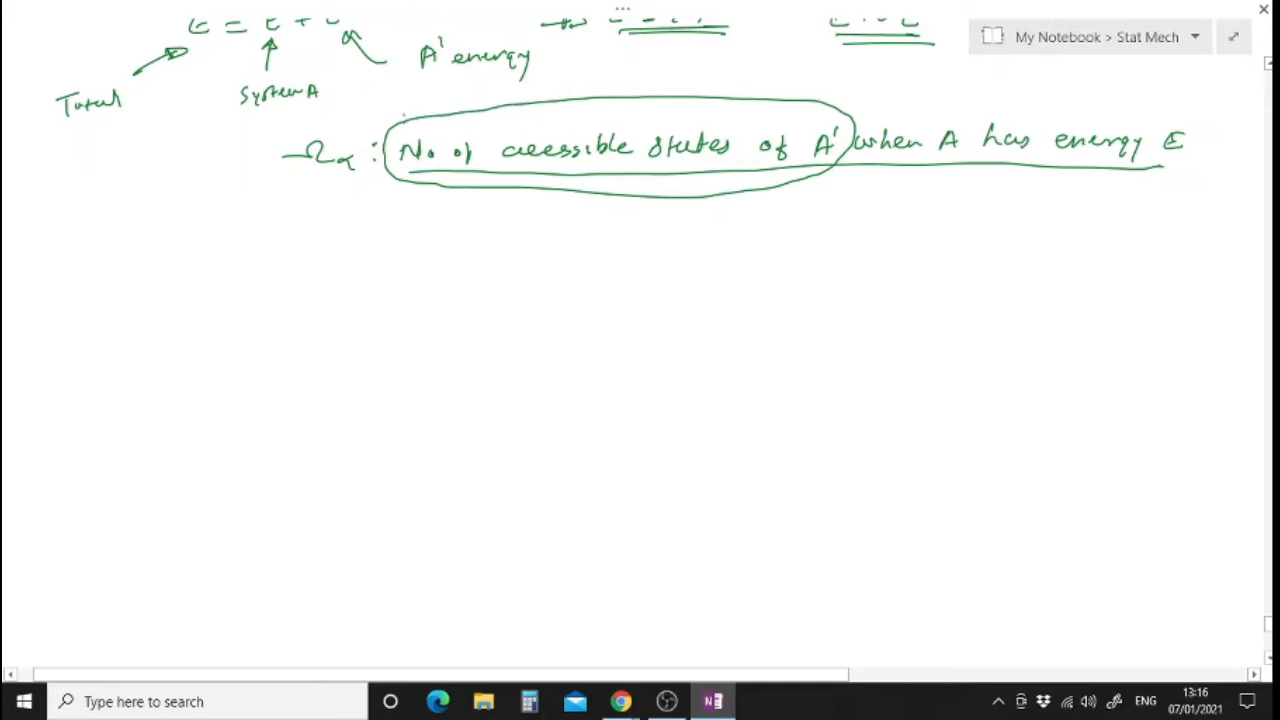 My Notebook > Stat Mech
A' energy
System A
Total
Ωα : No of acessible states of A' when A has energy E
Type here to search
ENG
13:16
07/01/2021